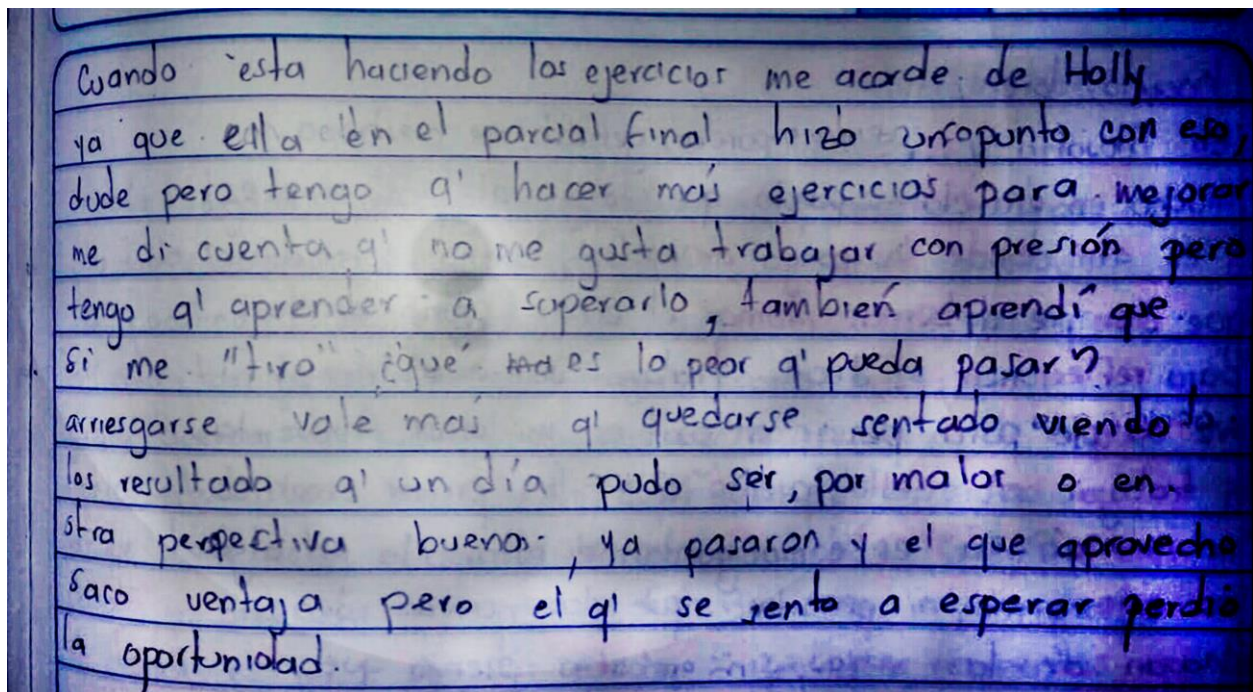 Cuando esta haciendo los ejercicios me acorde de Holly
ya que ella en el parcial final hizo un punto con eso,
dude pero tengo q' hacer más ejercicios para mejorar
me di cuenta q' no me gusta trabajar con presión pero
tengo q' aprender a superarlo, también aprendí que
si me "tiro" ¿qué es lo peor q' pueda pasar?
arriesgarse vale más q' quedarse sentado viendo
los resultado q' un día pudo ser, por malos o en
otra perspectiva buenos, ya pasaron y el que aprovecho
saco ventaja pero el q' se sento a esperar perdió
la oportunidad.